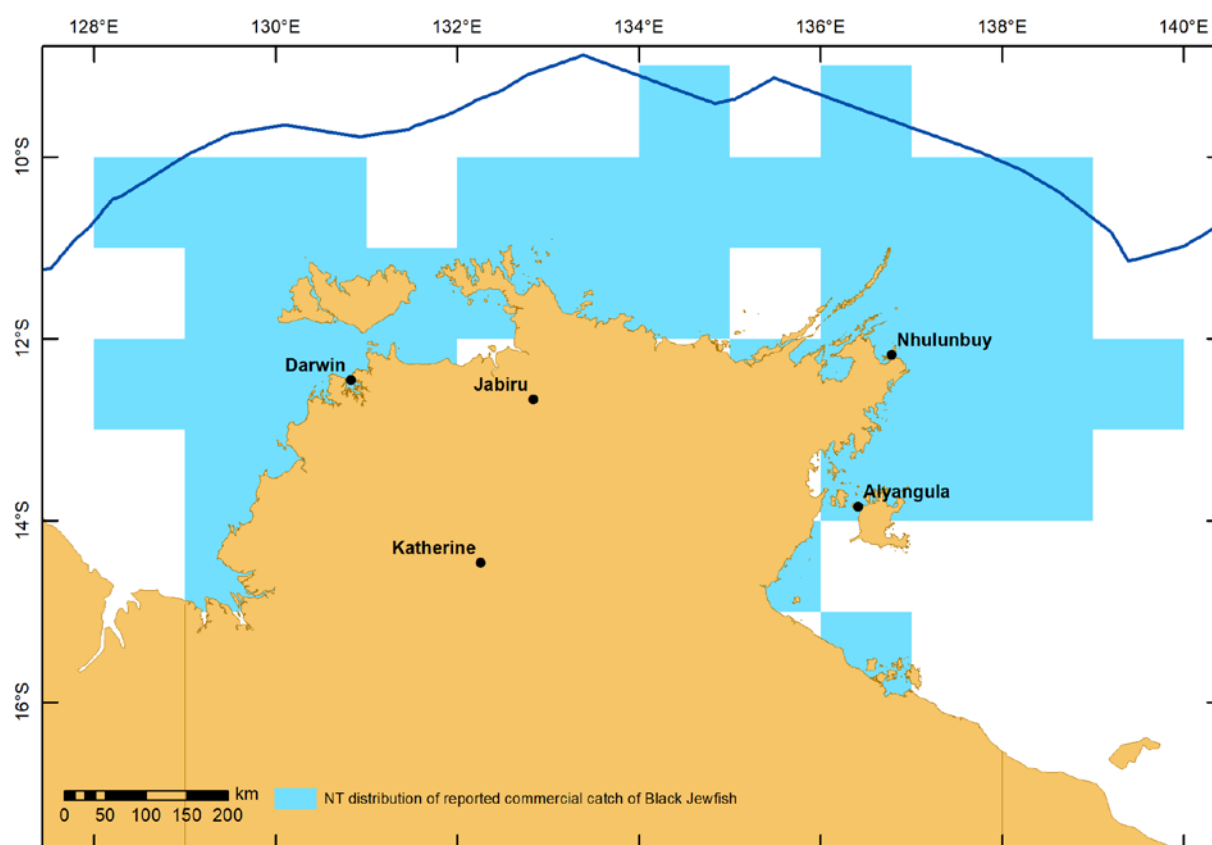 128°E 130°E 132°E 134°E 136°E 138°E 140°E
10°S
12°S
14°S
16°S
Nhulunbuy
Darwin
Jabiru
Alyangula
Katherine
km
0 50 100 150 200
NT distribution of reported commercial catch of Black Jewfish